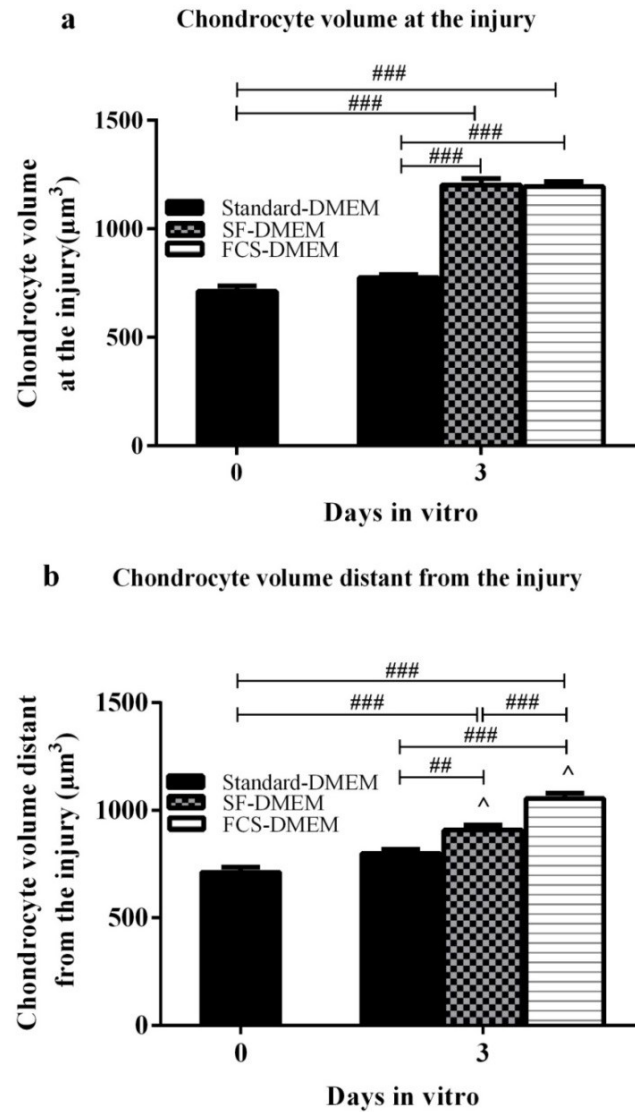 a Chondrocyte volume at the injury
###
###
###
###
1500
1000
500
0
Chondrocyte volume
at the injury(µm³)
Standard-DMEM
SF-DMEM
FCS-DMEM
0 3
Days in vitro
b Chondrocyte volume distant from the injury
###
### ###
###
##
^
^
1500
1000
500
0
Chondrocyte volume distant
from the injury (µm³)
Standard-DMEM
SF-DMEM
FCS-DMEM
0 3
Days in vitro